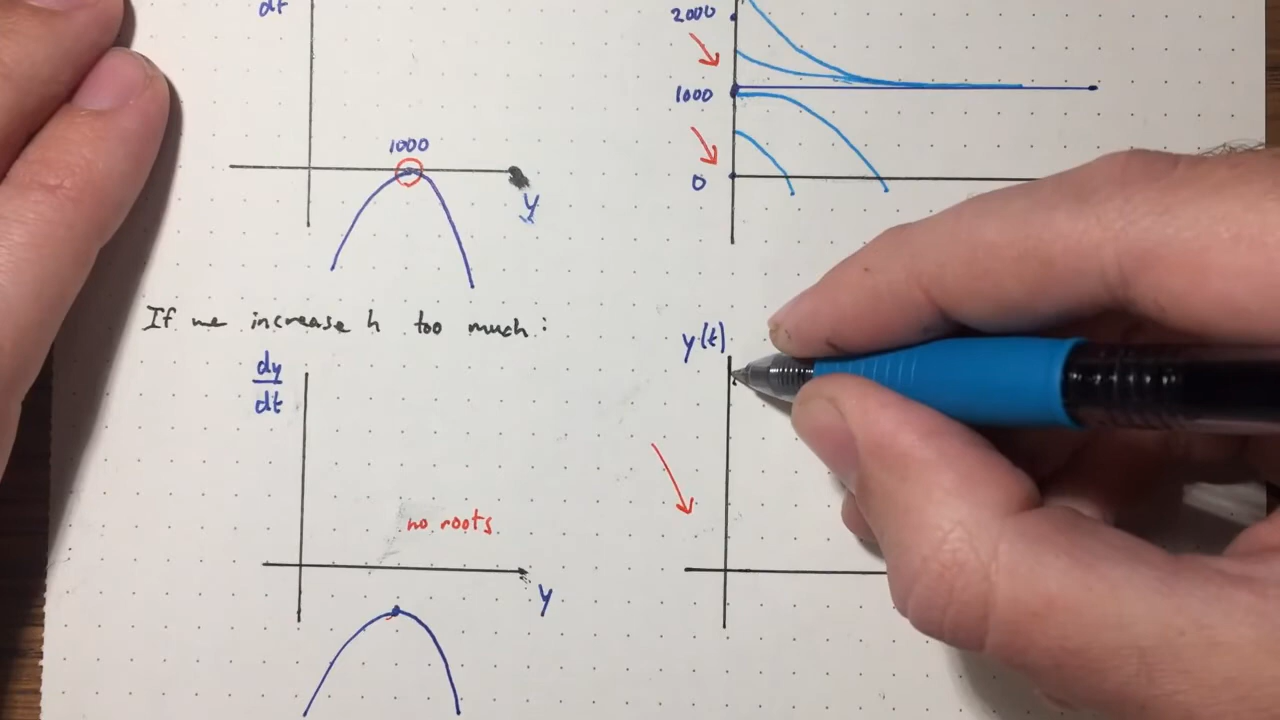 dt
2000
1000
1000
0
y
If we increase h too much:
y(t)
dy
dt
no roots
y